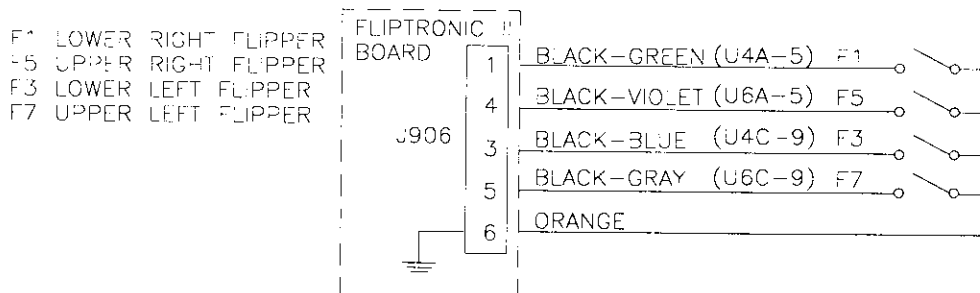 F1 LOWER RIGHT FLIPPER
F5 UPPER RIGHT FLIPPER
F3 LOWER LEFT FLIPPER
F7 UPPER LEFT FLIPPER
FLIPTRONIC II
BOARD
J906
1 BLACK-GREEN (U4A-5) F1
4 BLACK-VIOLET (U6A-5) F5
3 BLACK-BLUE (U4C-9) F3
5 BLACK-GRAY (U6C-9) F7
6 ORANGE